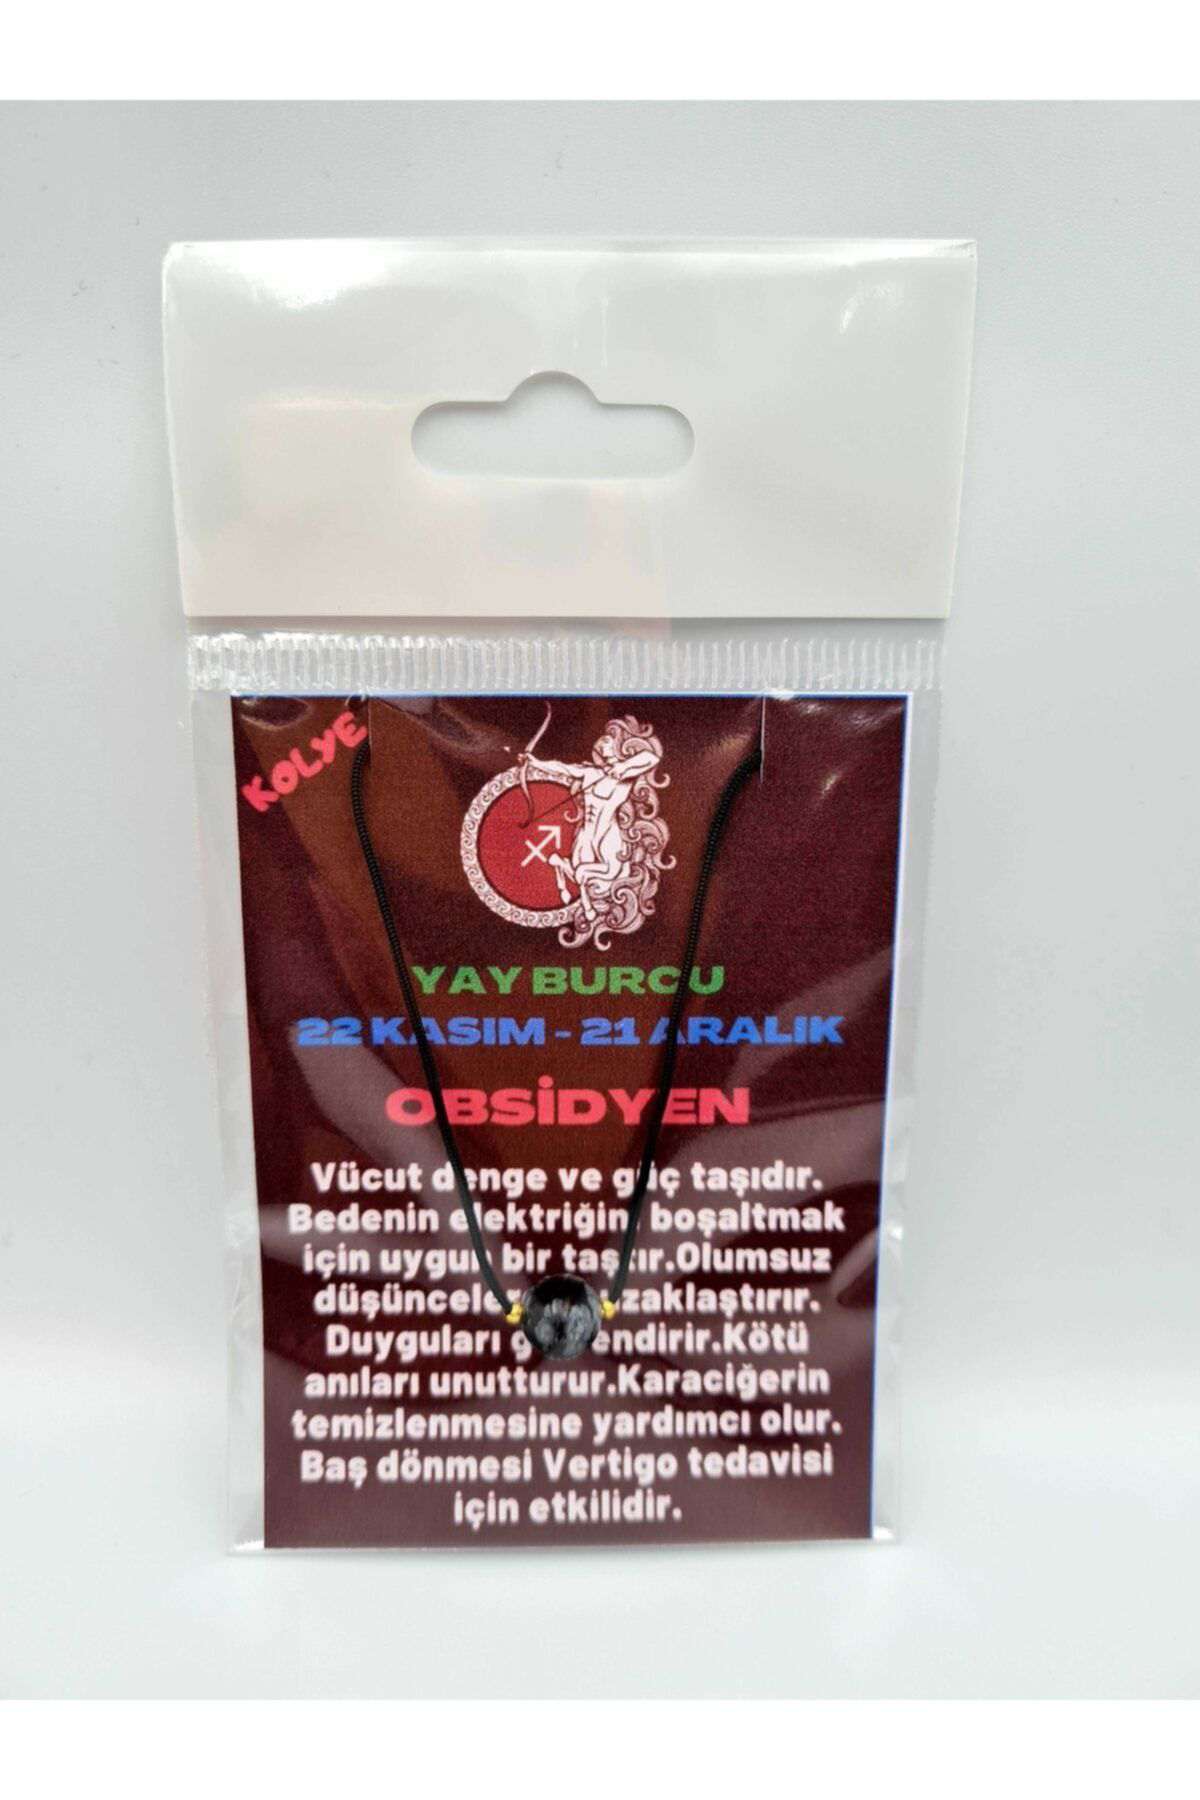 KOLYE
YAY BURCU
22 KASIM - 21 ARALIK
OBSİDYEN
Vücut denge ve güç taşıdır.
Bedenin elektriğini boşaltmak
için uygun bir taştır.Olumsuz
düşünceleri uzaklaştırır.
Duyguları güçlendirir.Kötü
anıları unutturur.Karaciğerin
temizlenmesine yardımcı olur.
Baş dönmesi Vertigo tedavisi
için etkilidir.